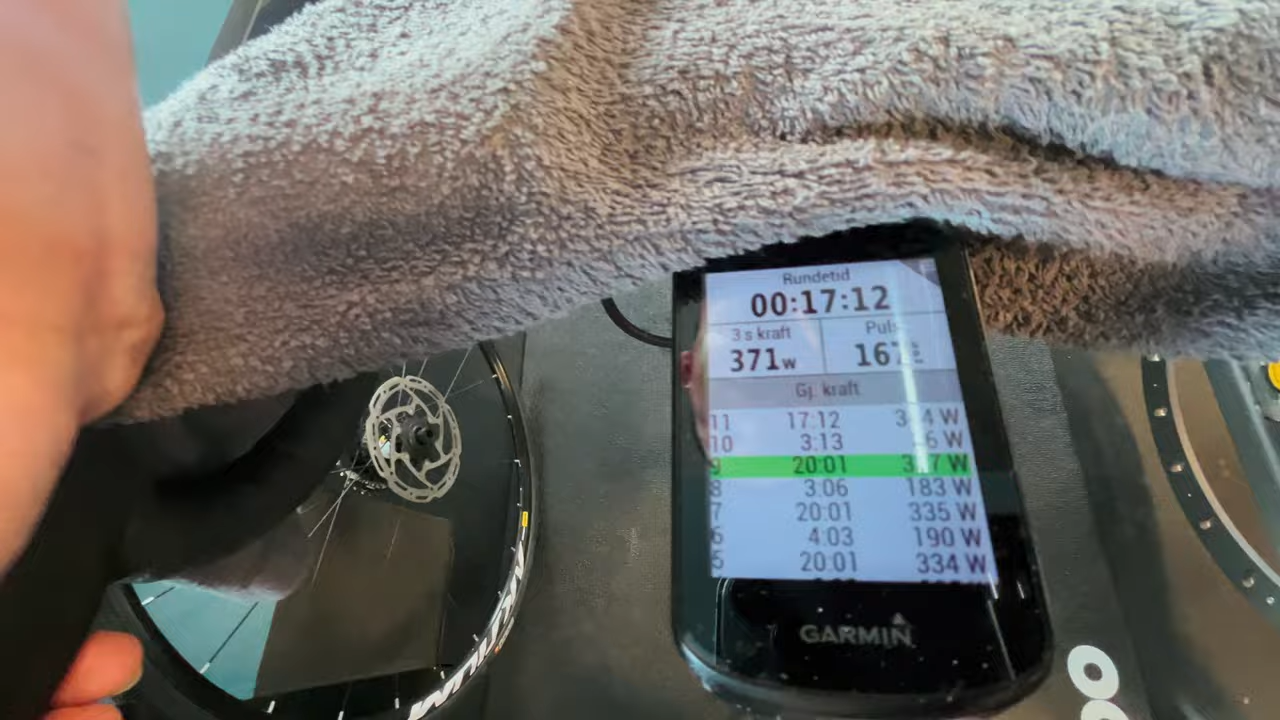 Rundetid
00:17:12
3 s kraft
371 W
Gj. kraft
11 17:12 W
10 3:13 W
9 20:01 W
8 3:06 183 W
7 20:01 335 W
6 4:03 190 W
5 20:01 334 W
GARMIN